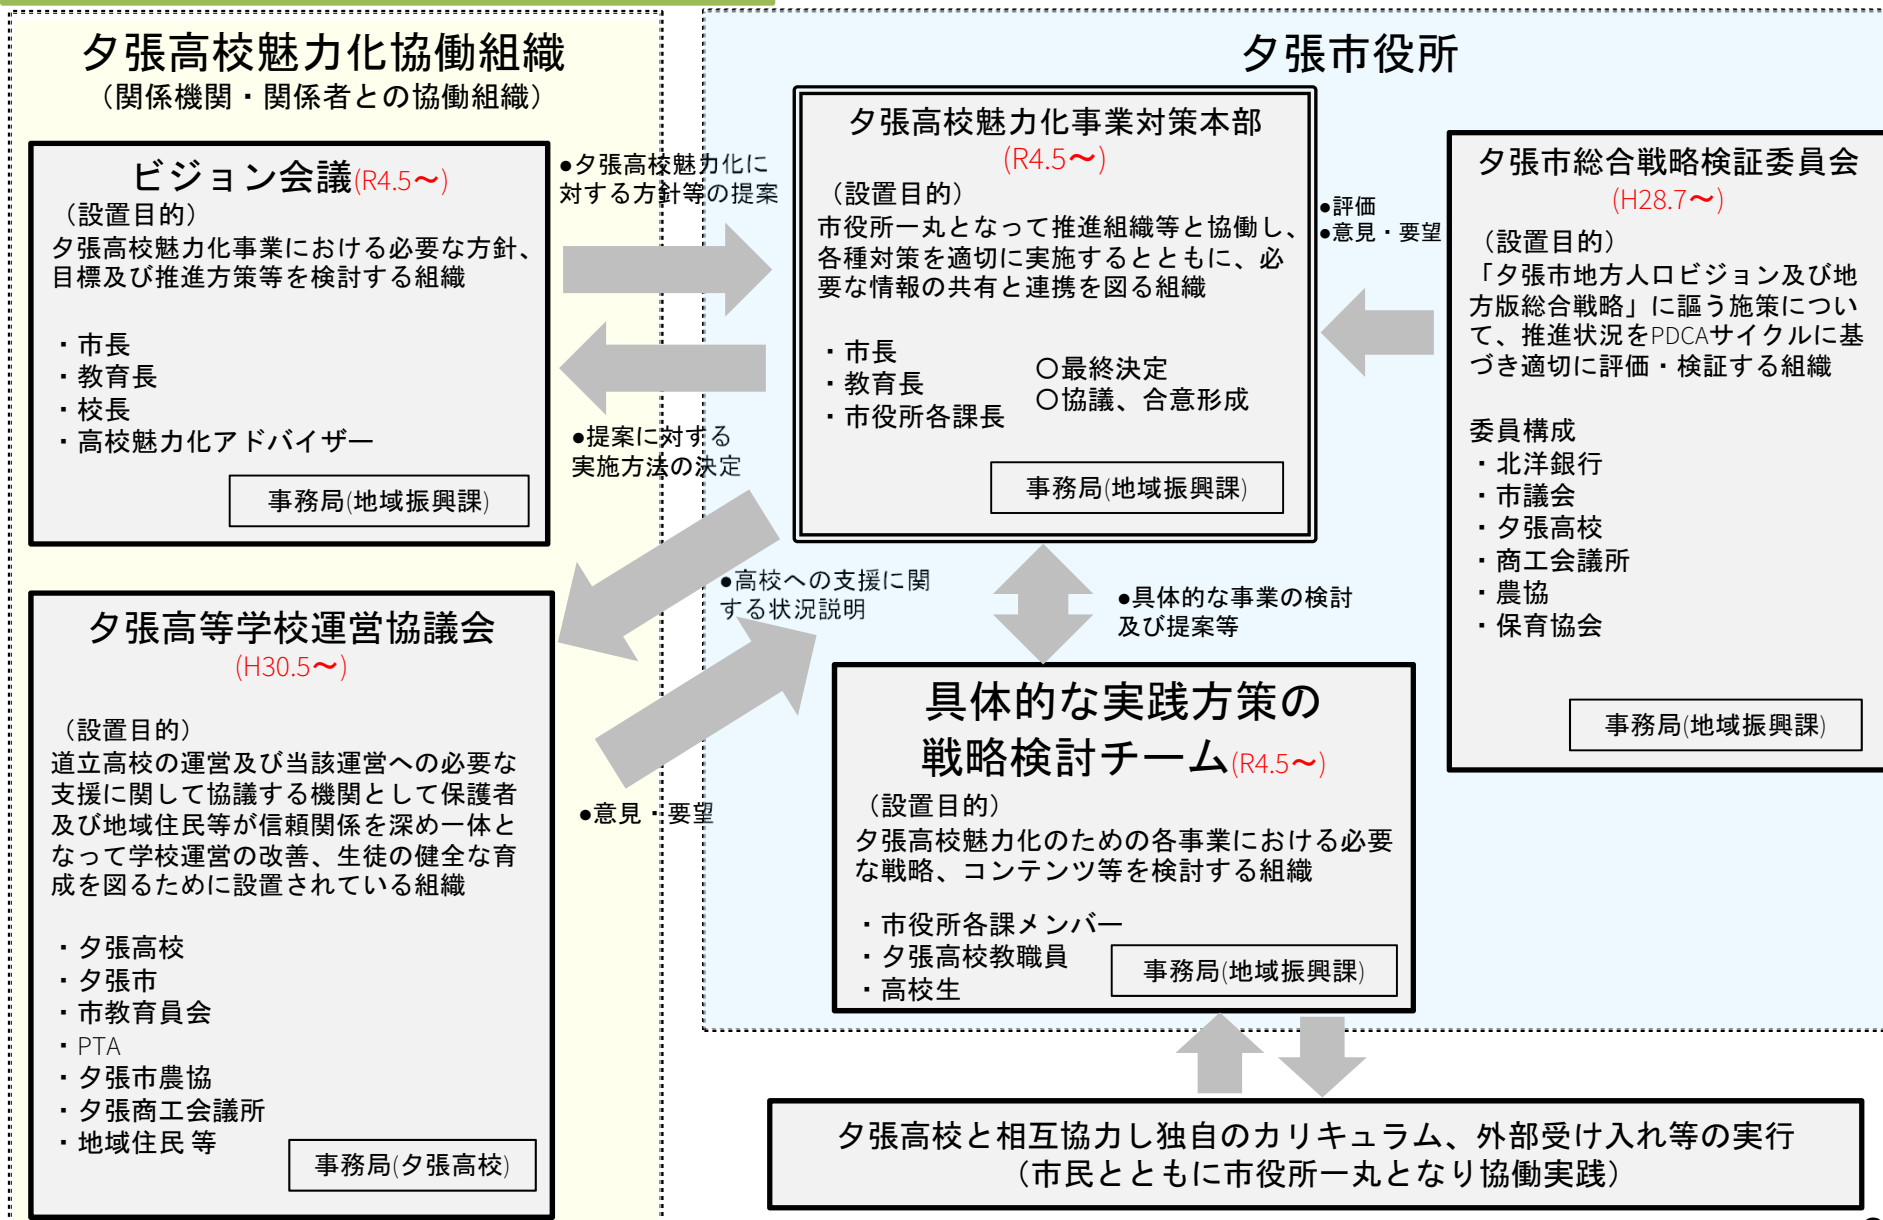 夕張高校魅力化協働組織
（関係機関・関係者との協働組織）
ビジョン会議(R4.5～)
（設置目的）
夕張高校魅力化事業における必要な方針、
目標及び推進方策等を検討する組織
・市長
・教育長
・校長
・高校魅力化アドバイザー
事務局(地域振興課)
●夕張高校魅力化に
対する方針等の提案
●提案に対する
実施方法の決定
夕張高等学校運営協議会
(H30.5～)
（設置目的）
道立高校の運営及び当該運営への必要な
支援に関して協議する機関として保護者
及び地域住民等が信頼関係を深め一体と
なって学校運営の改善、生徒の健全な育
成を図るために設置されている組織
・夕張高校
・夕張市
・市教育員会
・PTA
・夕張市農協
・夕張商工会議所
・地域住民 等
事務局(夕張高校)
●高校への支援に関
する状況説明
●意見・要望
夕張市役所
夕張高校魅力化事業対策本部
(R4.5～)
（設置目的）
市役所一丸となって推進組織等と協働し、
各種対策を適切に実施するとともに、必
要な情報の共有と連携を図る組織
・市長
・教育長
・市役所各課長
〇最終決定
〇協議、合意形成
事務局(地域振興課)
●評価
●意見・要望
夕張市総合戦略検証委員会
(H28.7～)
（設置目的）
「夕張市地方人口ビジョン及び地
方版総合戦略」に謳う施策につい
て、推進状況をPDCAサイクルに基
づき適切に評価・検証する組織
委員構成
・北洋銀行
・市議会
・夕張高校
・商工会議所
・農協
・保育協会
事務局(地域振興課)
●具体的な事業の検討
及び提案等
具体的な実践方策の
戦略検討チーム(R4.5～)
（設置目的）
夕張高校魅力化のための各事業における必要
な戦略、コンテンツ等を検討する組織
・市役所各課メンバー
・夕張高校教職員
・高校生
事務局(地域振興課)
夕張高校と相互協力し独自のカリキュラム、外部受け入れ等の実行
（市民とともに市役所一丸となり協働実践）